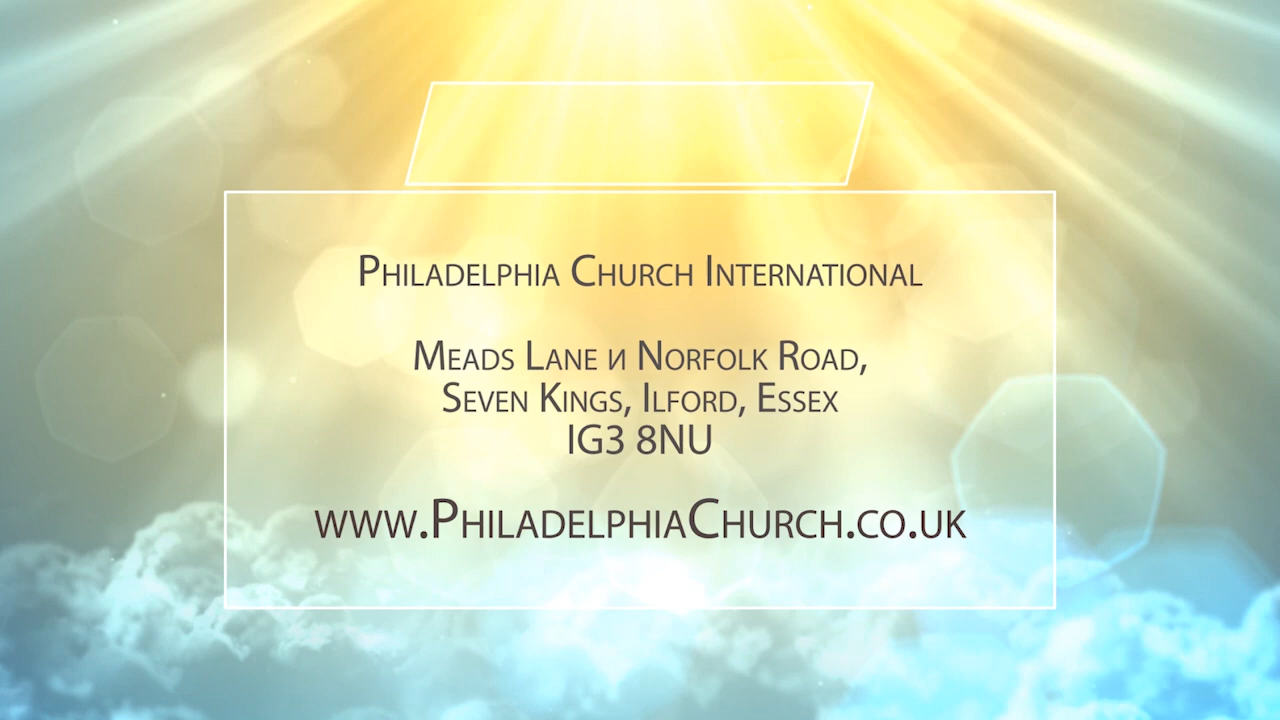 Philadelphia Church International
Meads Lane и Norfolk Road,
Seven Kings, Ilford, Essex
IG3 8NU
www.PhiladelphiaChurch.co.uk